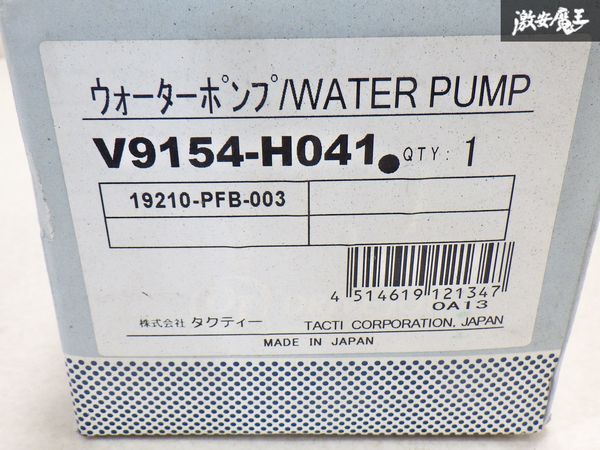 激安魔王
ウォーターポンプ/WATER PUMP
V9154-H041 QTY: 1
19210-PFB-003
4 514619 121347
0A13
株式会社 タクティー TACTI CORPORATION, JAPAN
MADE IN JAPAN